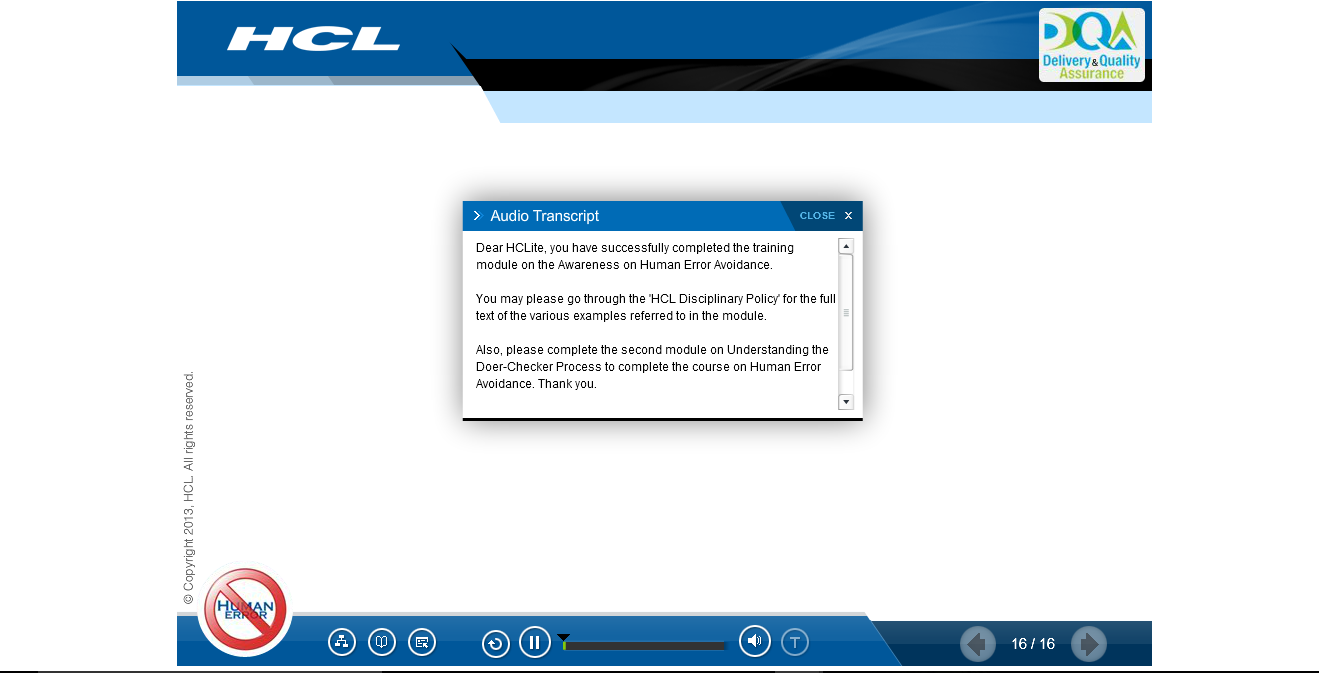 HCL
DQA
Delivery & Quality
Assurance
Audio Transcript
CLOSE X
Dear HCLite, you have successfully completed the training
module on the Awareness on Human Error Avoidance.
You may please go through the 'HCL Disciplinary Policy' for the full
text of the various examples referred to in the module.
Also, please complete the second module on Understanding the
Doer-Checker Process to complete the course on Human Error
Avoidance. Thank you.
© Copyright 2013, HCL. All rights reserved.
HUMAN
ERROR
T
16 / 16